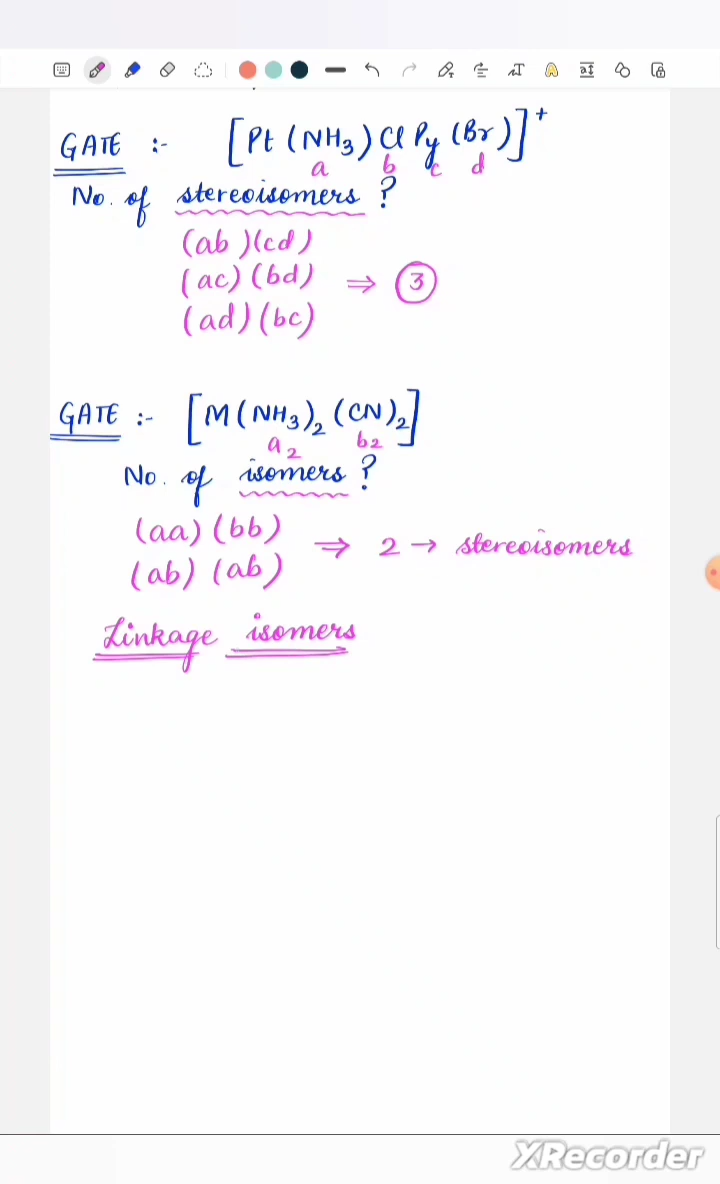 GATE :- [Pt (NH₃) Cl Py (Br)]⁺
a b c d
No. of stereoisomers ?
(ab)(cd)
(ac)(bd) ⇒ 3
(ad)(bc)
GATE :- [M(NH₃)₂ (CN)₂]
a₂ b₂
No. of isomers ?
(aa)(bb)
⇒ 2 → stereoisomers
(ab)(ab)
Linkage isomers
XRecorder